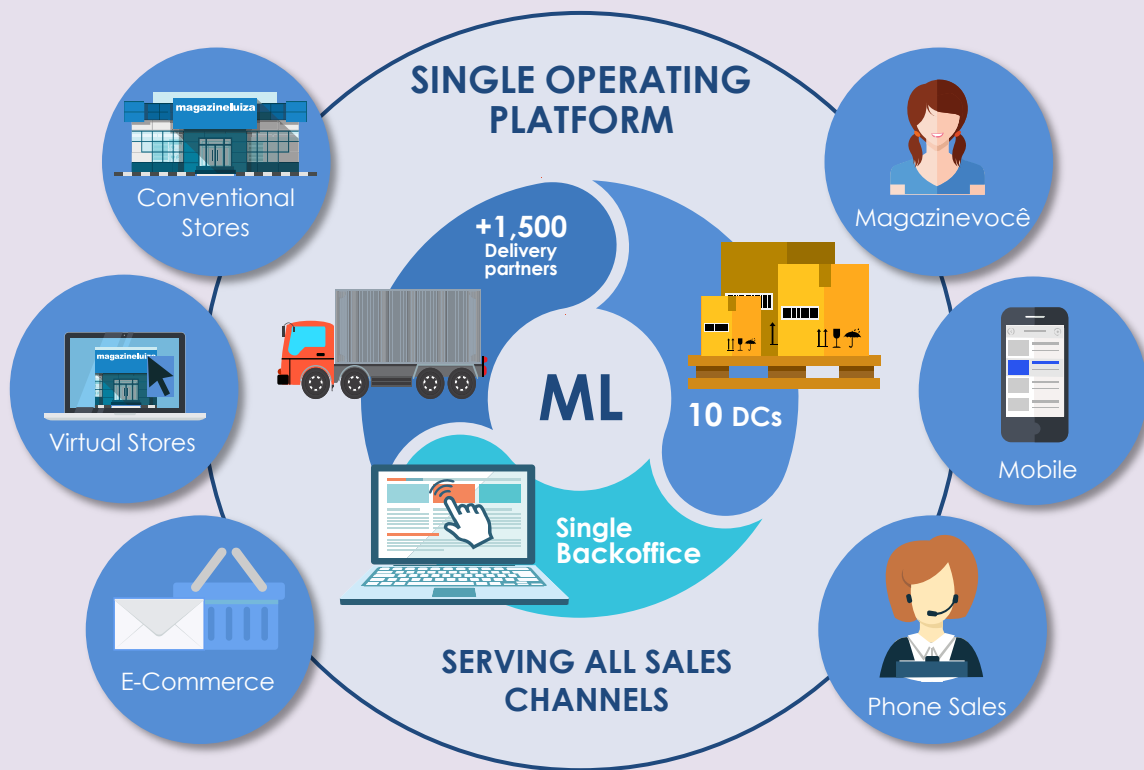 SINGLE OPERATING
PLATFORM
magazineluiza
Conventional
Stores
Magazinevocê
+1,500
Delivery
partners
magazineluiza
Virtual Stores
ML
10 DCs
Mobile
Single
Backoffice
E-Commerce
SERVING ALL SALES
CHANNELS
Phone Sales